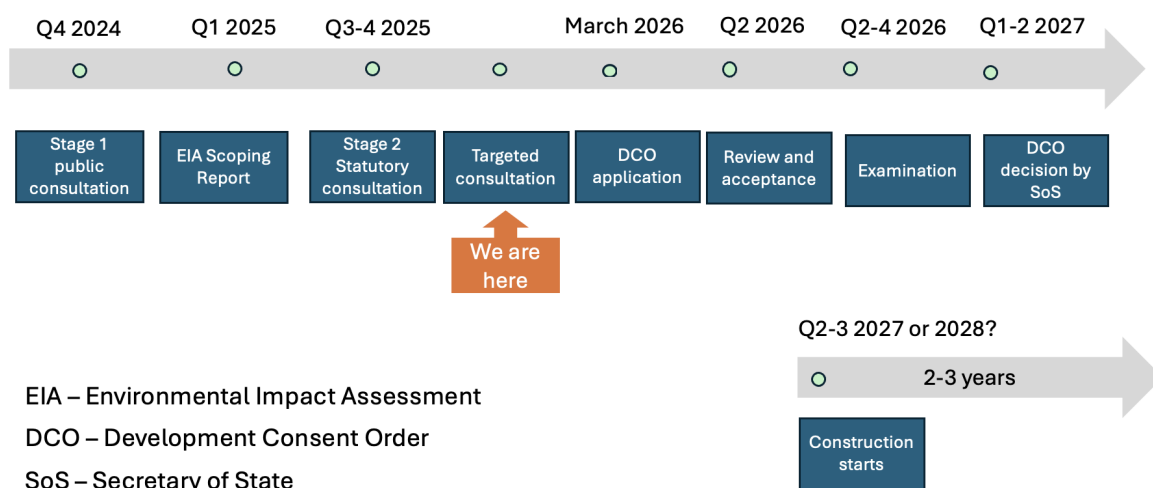 Q4 2024
Q1 2025
Q3-4 2025
March 2026
Q2 2026
Q2-4 2026
Q1-2 2027
Stage 1
public
consultation
EIA Scoping
Report
Stage 2
Statutory
consultation
Targeted
consultation
DCO
application
Review and
acceptance
Examination
DCO
decision by
SoS
We are
here
Q2-3 2027 or 2028?
2-3 years
Construction
starts
EIA – Environmental Impact Assessment
DCO – Development Consent Order
SoS – Secretary of State